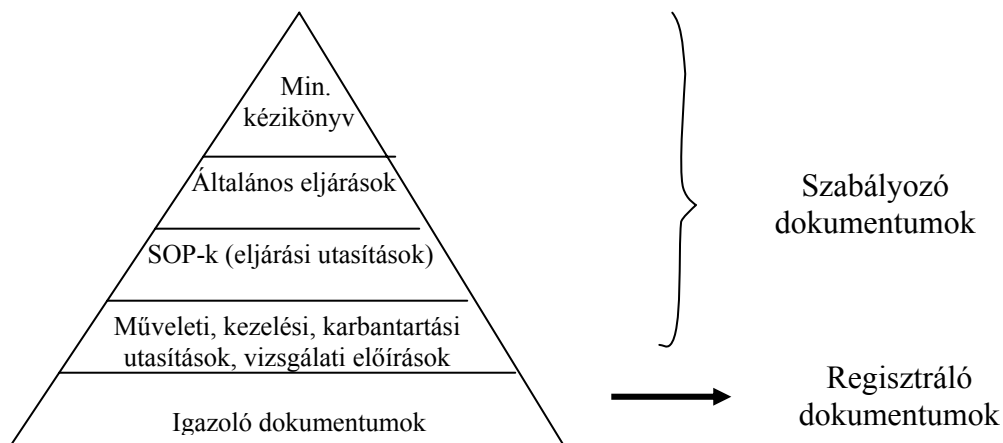 Min.
kézikönyv
Általános eljárások
SOP-k (eljárási utasítások)
Műveleti, kezelési, karbantartási
utasítások, vizsgálati előírások
Igazoló dokumentumok
Szabályozó
dokumentumok
Regisztráló
dokumentumok